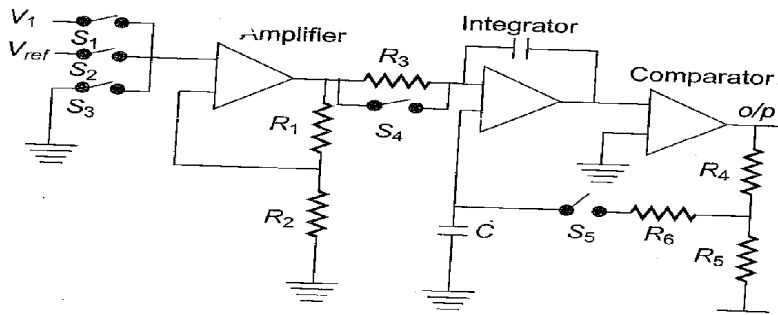 V1
S1
Vref
S2
S3
Amplifier
R1
R2
R3
S4
Integrator
C
S5
R6
Comparator
o/p
R4
R5